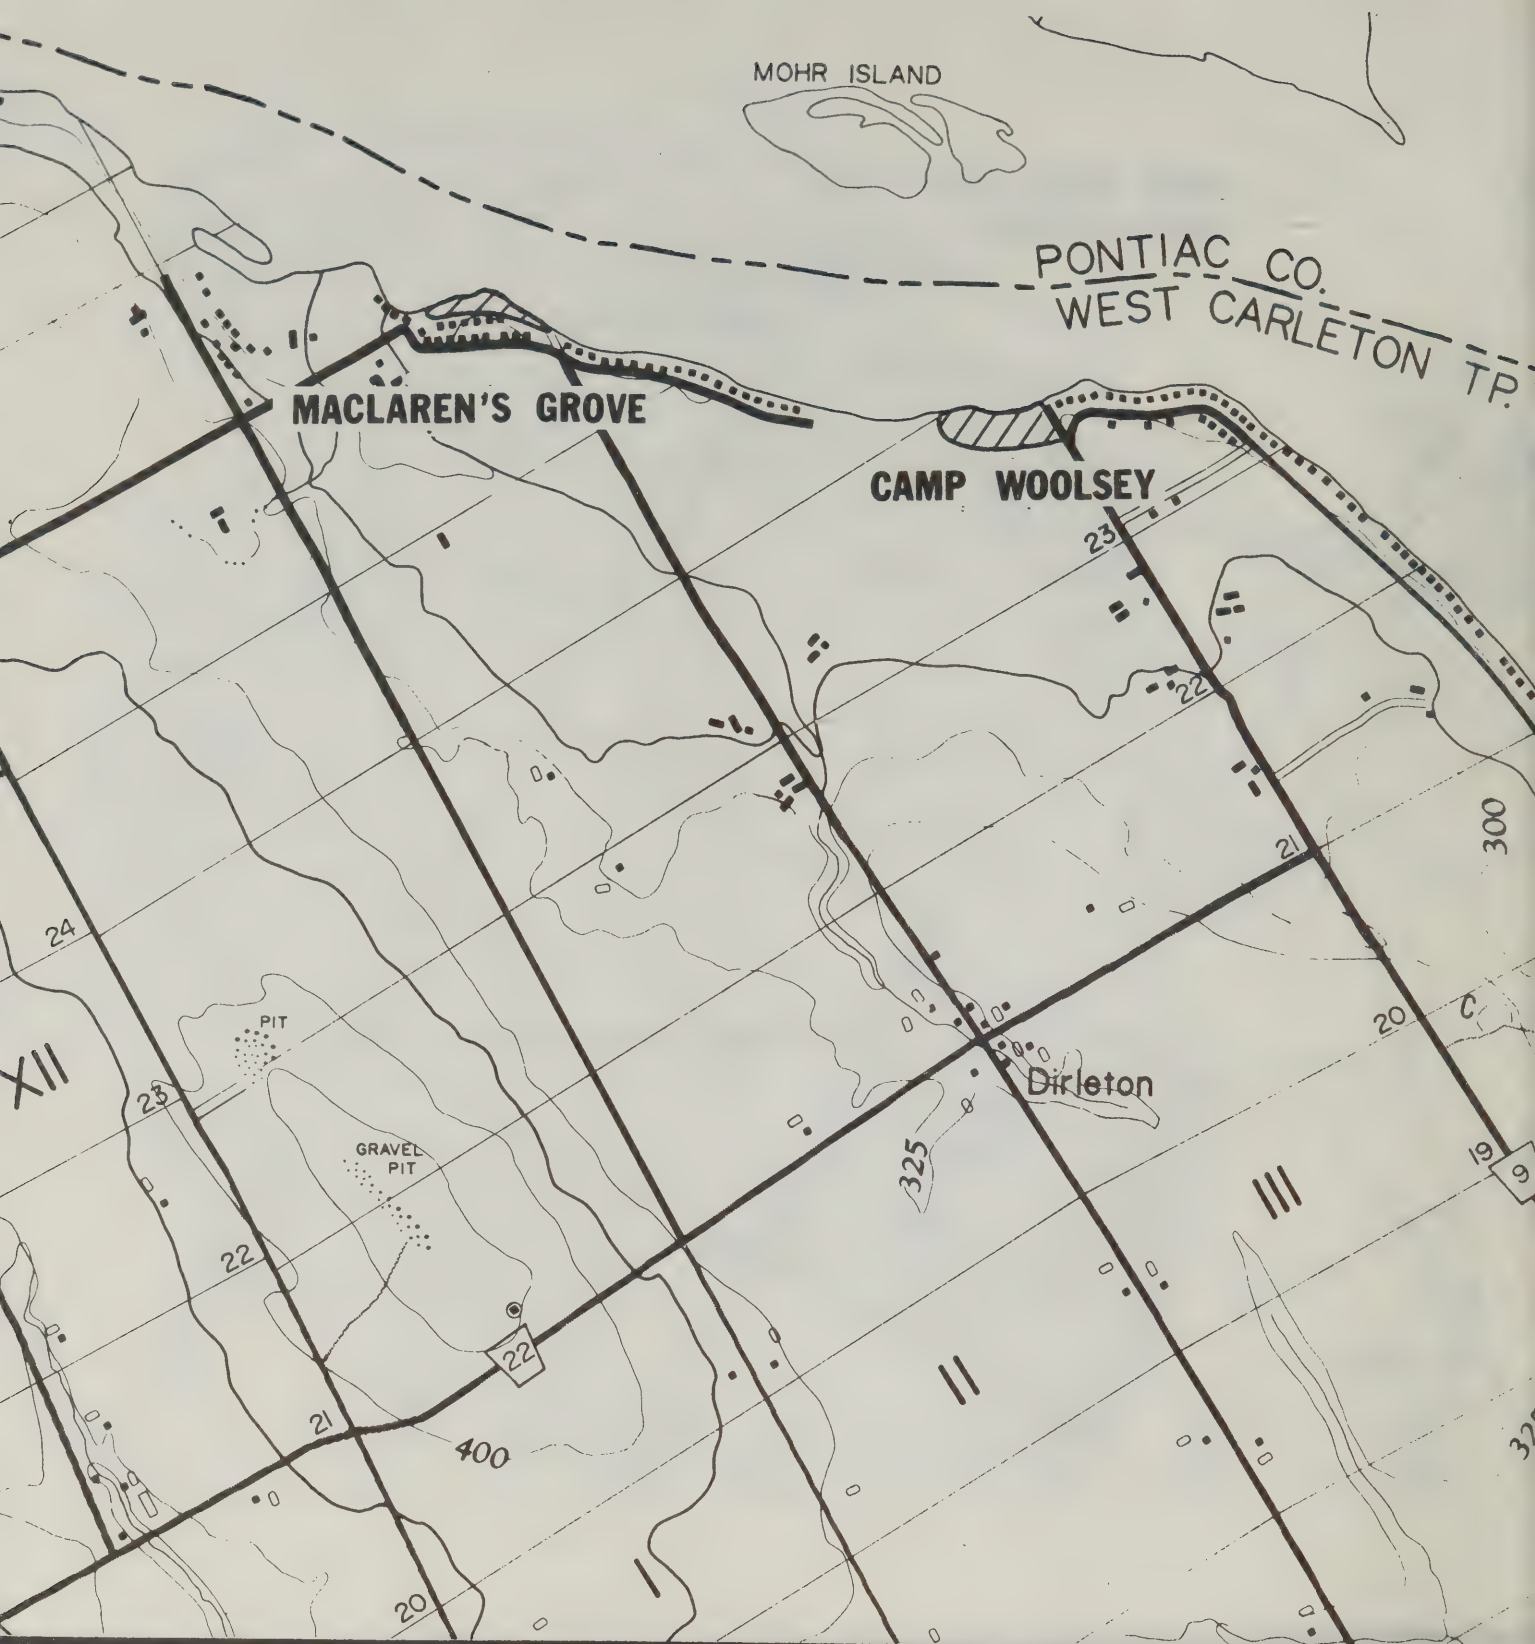 MOHR ISLAND
PONTIAC CO.
WEST CARLETON TP.
MACLAREN'S GROVE
CAMP WOOLSEY
23
22
300
21
24
20
C
PIT
XIII
23
Dirleton
GRAVEL
PIT
325
19
9
III
22
22
II
21
400
I
20